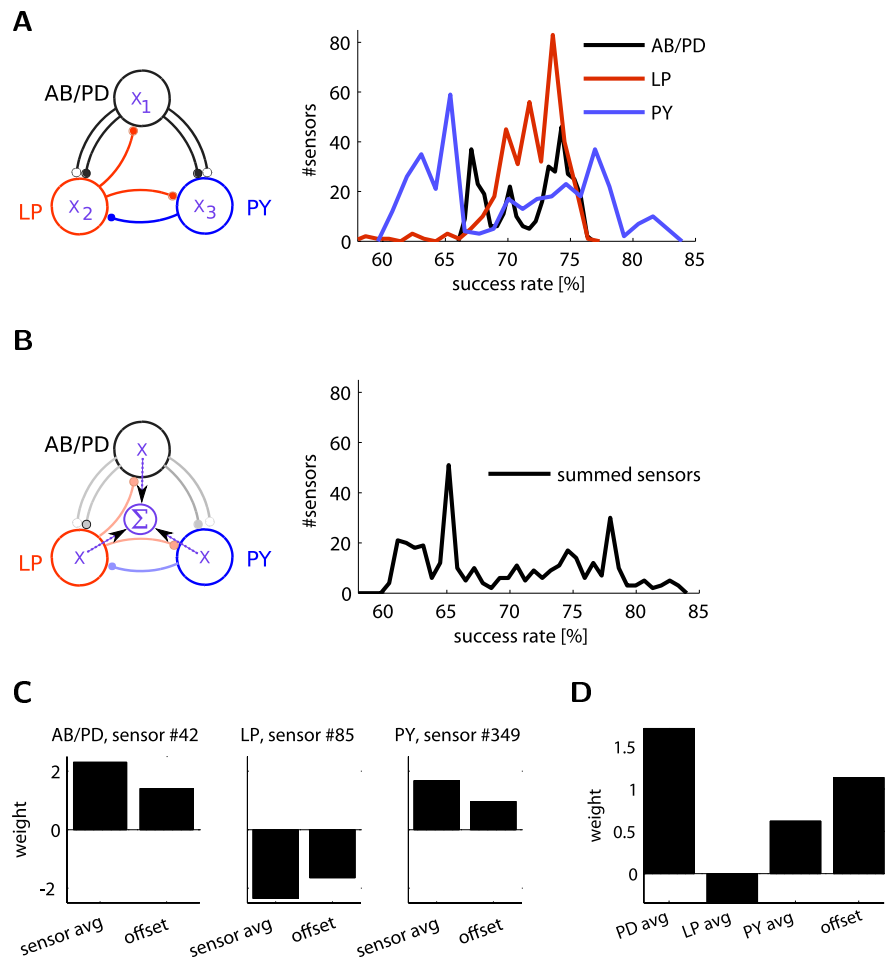 A
AB/PD
X1
LP
X2
X3
PY
#sensors
80
60
40
20
0
60
65
70
75
80
85
success rate [%]
AB/PD
LP
PY
B
AB/PD
X
Σ
LP
X
X
PY
#sensors
80
60
40
20
0
60
65
70
75
80
85
success rate [%]
summed sensors
C
AB/PD, sensor #42
LP, sensor #85
PY, sensor #349
weight
2
0
-2
sensor avg
offset
sensor avg
offset
sensor avg
offset
D
weight
1.5
1
0.5
0
PD avg
LP avg
PY avg
offset